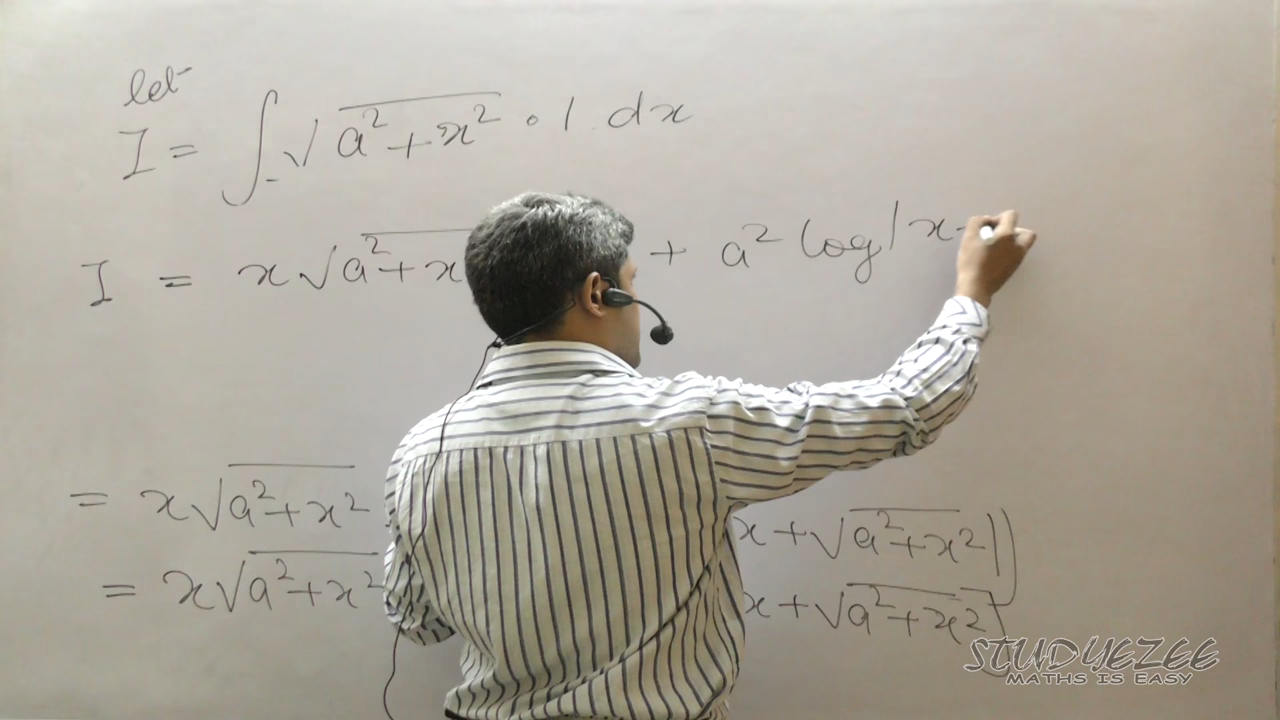 let
I = ∫ √a²+x² . 1 . dx
I = x√a²+x + a² log|x
= x√a²+x² x+√a²+x²|)
= x√a²+x² x+√a²+x²
STUDYEZEE
MATHS IS EASY